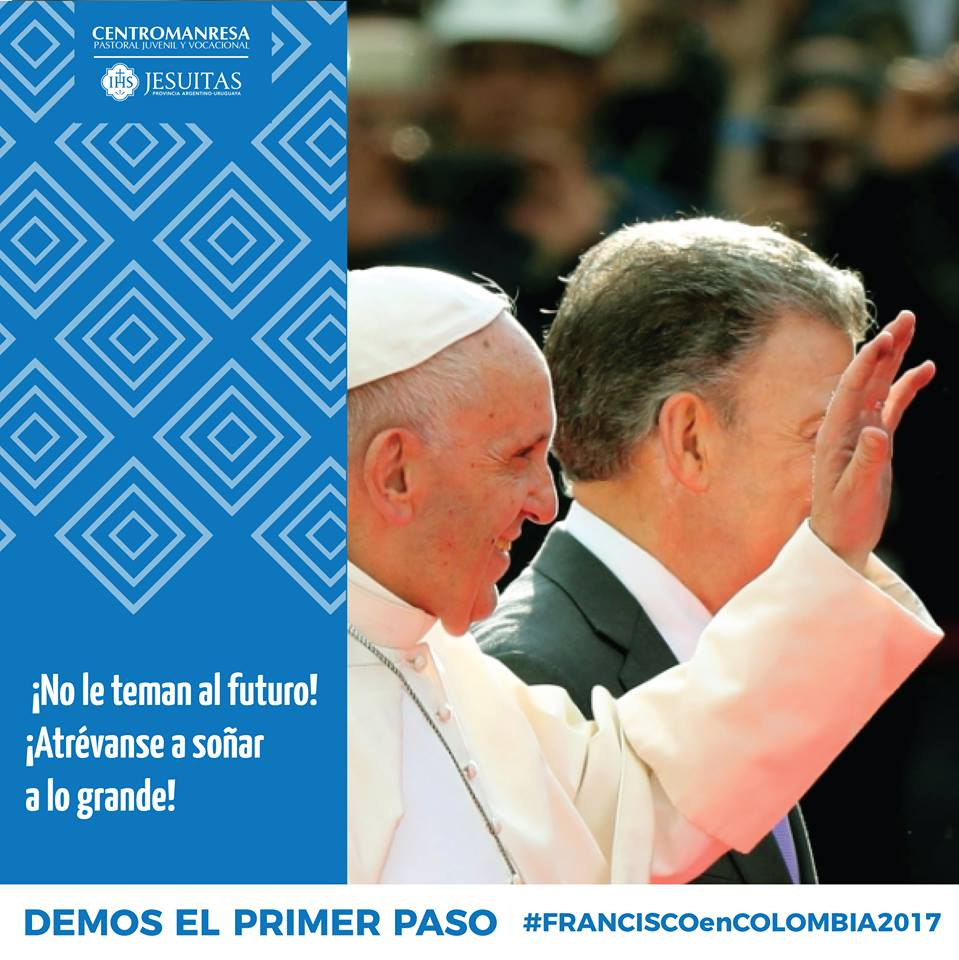 CENTROMANRESA
PASTORAL JUVENIL Y VOCACIONAL
IHS JESUITAS
PROVINCIA ARGENTINO-URUGUAYA
¡No le teman al futuro!
¡Atrévanse a soñar
a lo grande!
DEMOS EL PRIMER PASO #FRANCISCOenCOLOMBIA2017